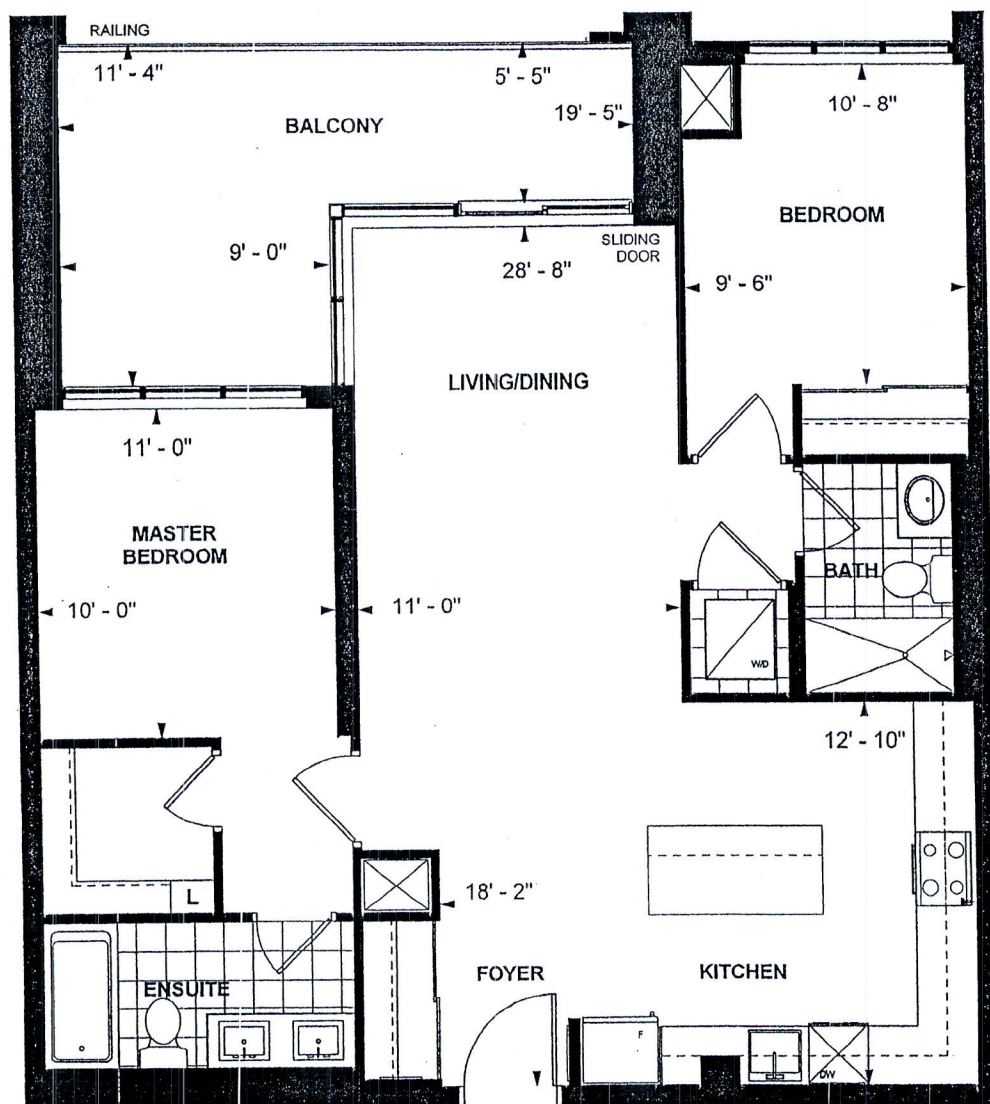 RAILING
11' - 4"
5' - 5"
19' - 5"
BALCONY
10' - 8"
BEDROOM
9' - 0"
SLIDING
DOOR
28' - 8"
9' - 6"
LIVING/DINING
11' - 0"
MASTER
BEDROOM
BATH
10' - 0"
11' - 0"
W/D
12' - 10"
L
18' - 2"
FOYER
KITCHEN
ENSUITE
F
DW